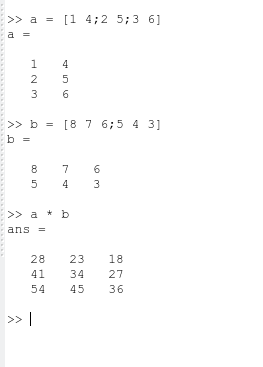 >> a = [1 4;2 5;3 6]
a =
1 4
2 5
3 6
>> b = [8 7 6;5 4 3]
b =
8 7 6
5 4 3
>> a * b
ans =
28 23 18
41 34 27
54 45 36
>>